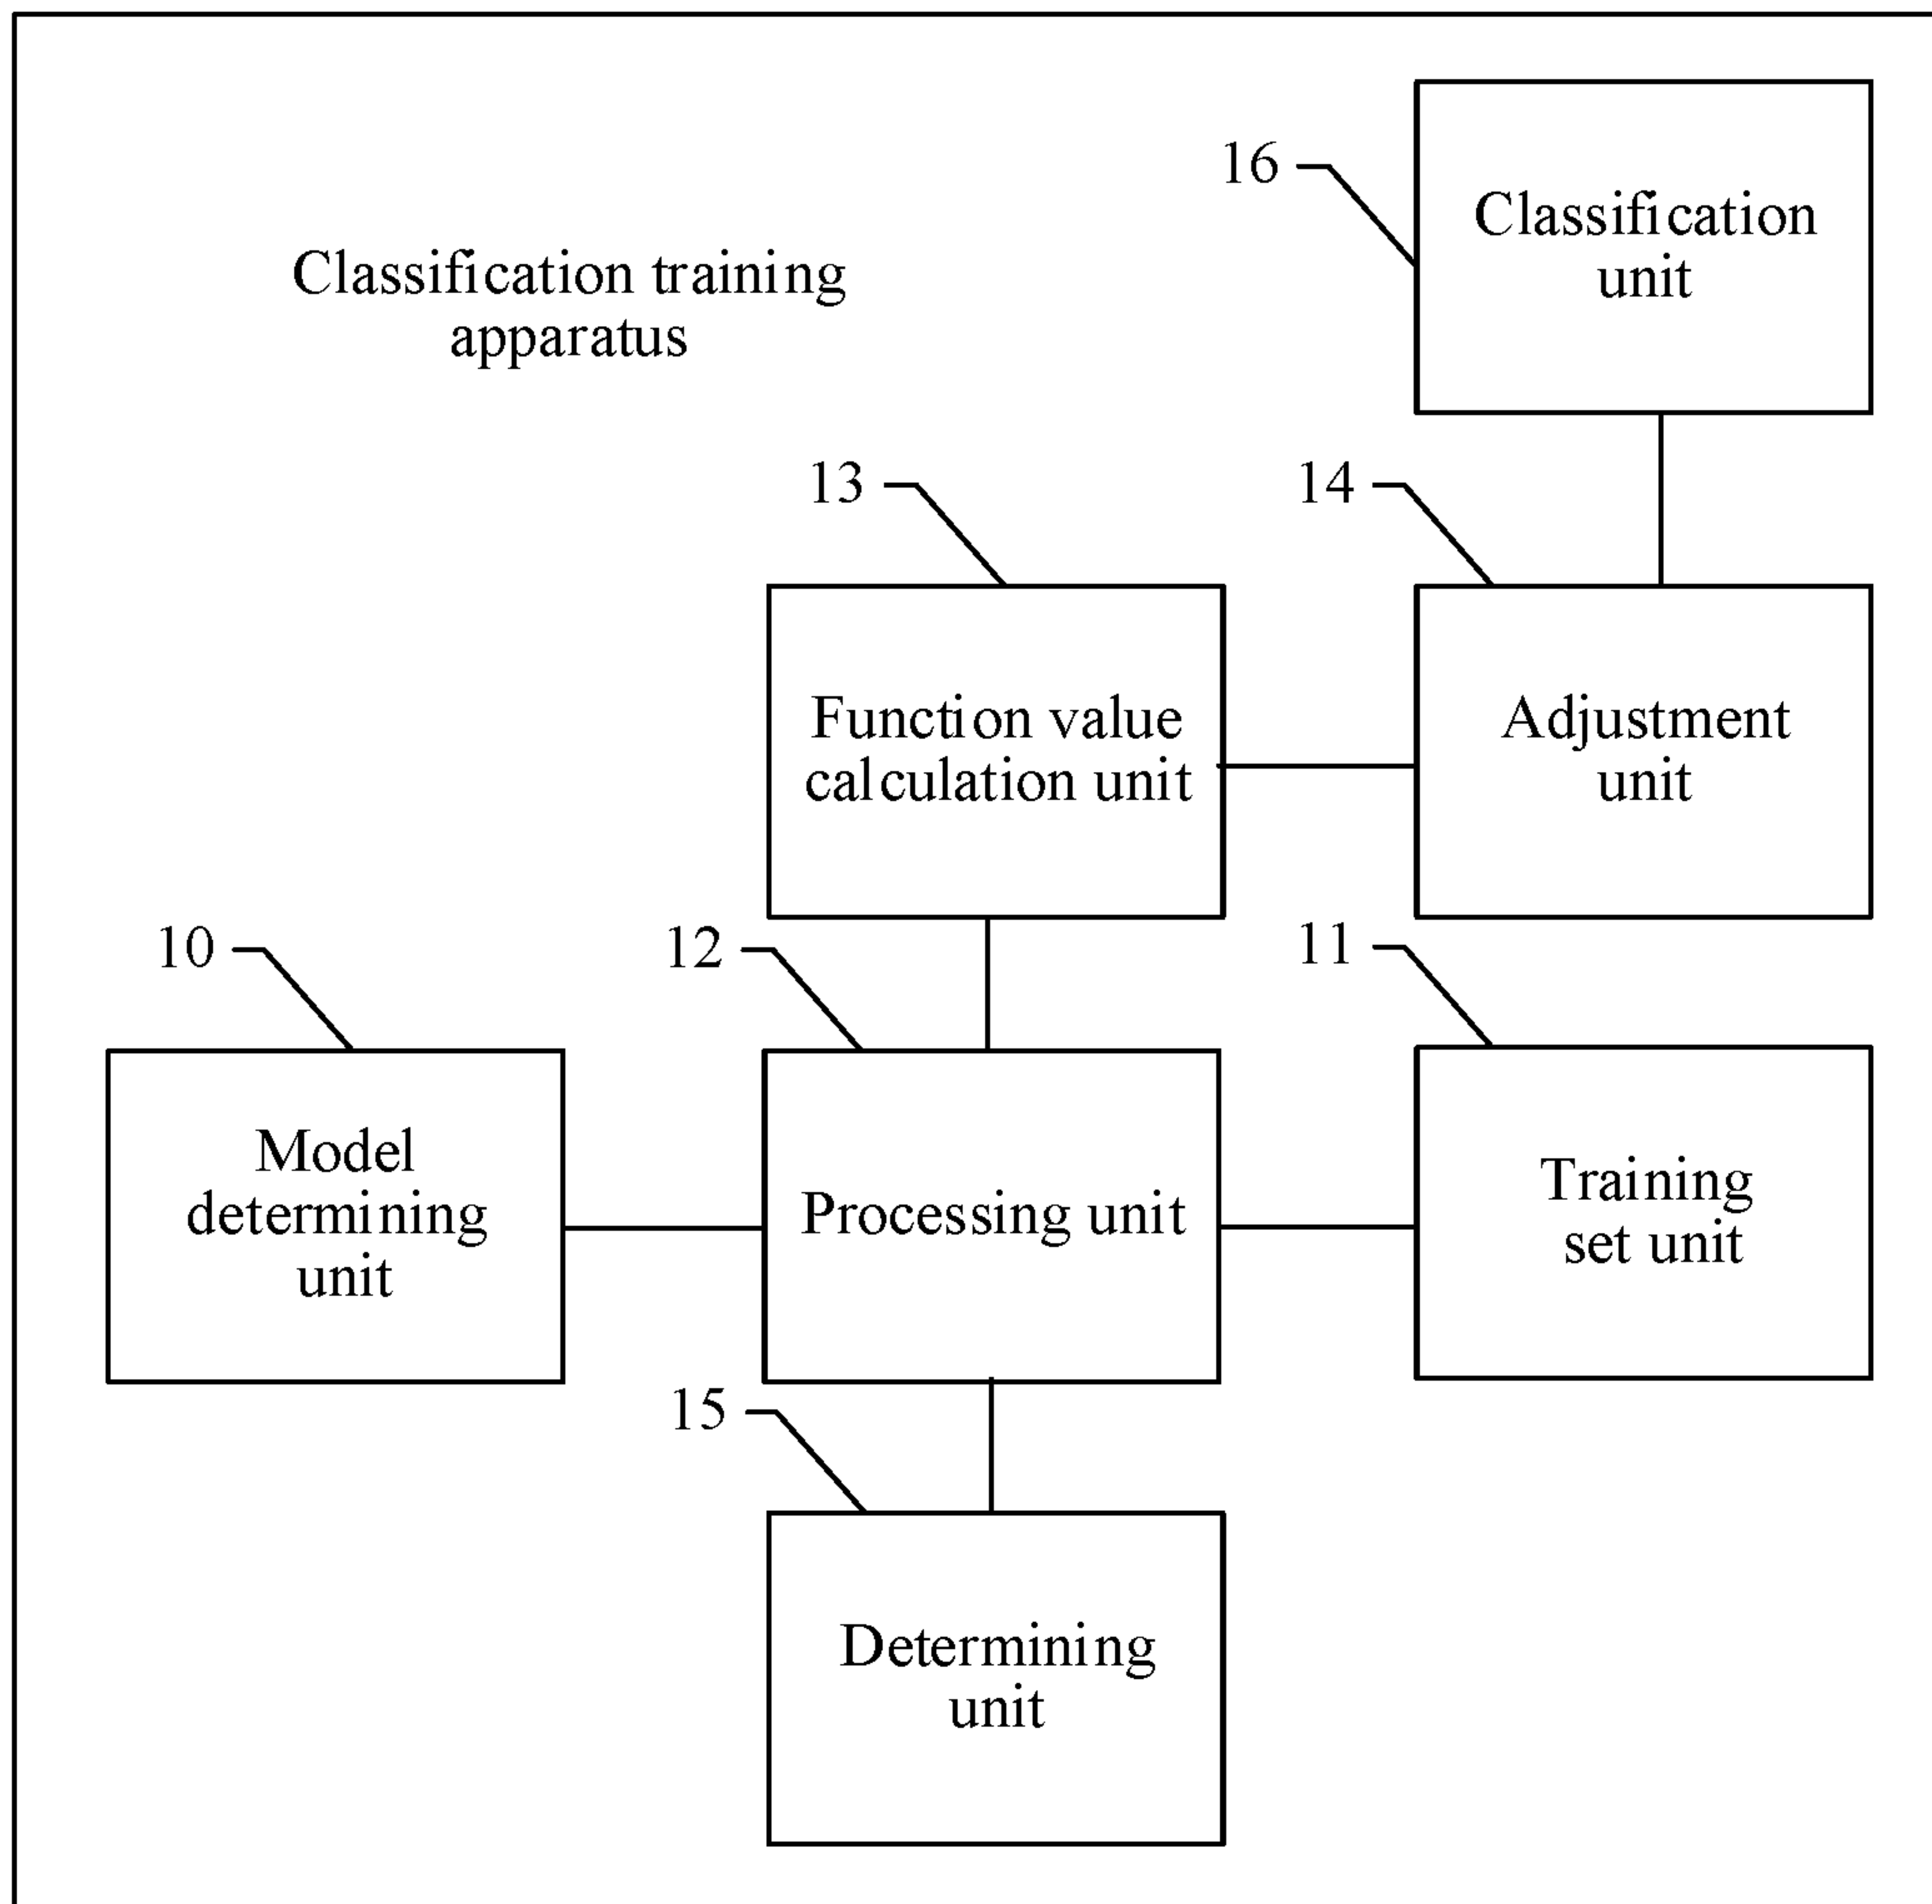 16
Classification
unit
Classification training
apparatus
13
14
Function value
calculation unit
Adjustment
unit
10
12
11
Model
determining
unit
Processing unit
Training
set unit
15
Determining
unit